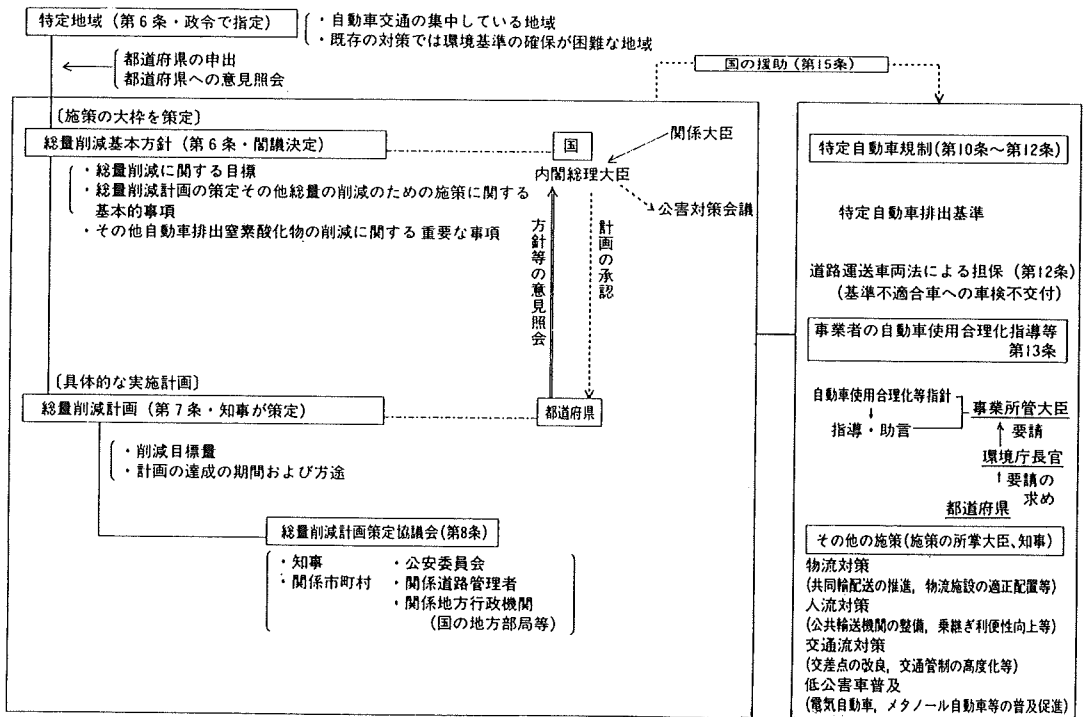 特定地域(第6条・政令で指定)
・自動車交通の集中している地域
・既存の対策では環境基準の確保が困難な地域
都道府県の申出
都道府県への意見照会
国の援助(第15条)
〔施策の大枠を策定〕
総量削減基本方針(第6条・閣議決定)
・総量削減に関する目標
・総量削減計画の策定その他総量の削減のための施策に関する
基本的事項
・その他自動車排出窒素酸化物の削減に関する重要な事項
国
内閣総理大臣
関係大臣
公害対策会議
方針等の意見照会
計画の承認
〔具体的な実施計画〕
総量削減計画(第7条・知事が策定)
都道府県
・削減目標量
・計画の達成の期間および方途
総量削減計画策定協議会(第8条)
・知事
・関係市町村
・公安委員会
・関係道路管理者
・関係地方行政機関
(国の地方部局等)
特定自動車規制(第10条〜第12条)
特定自動車排出基準
道路運送車両法による担保(第12条)
(基準不適合車への車検不交付)
事業者の自動車使用合理化指導等
第13条
自動車使用合理化等指針
指導・助言
事業所管大臣
要請
環境庁長官
要請の
求め
都道府県
その他の施策(施策の所掌大臣、知事)
物流対策
(共同輸配送の推進,物流施設の適正配置等)
人流対策
(公共輸送機関の整備,乗継ぎ利便性向上等)
交通流対策
(交差点の改良,交通管制の高度化等)
低公害車普及
(電気自動車,メタノール自動車等の普及促進)